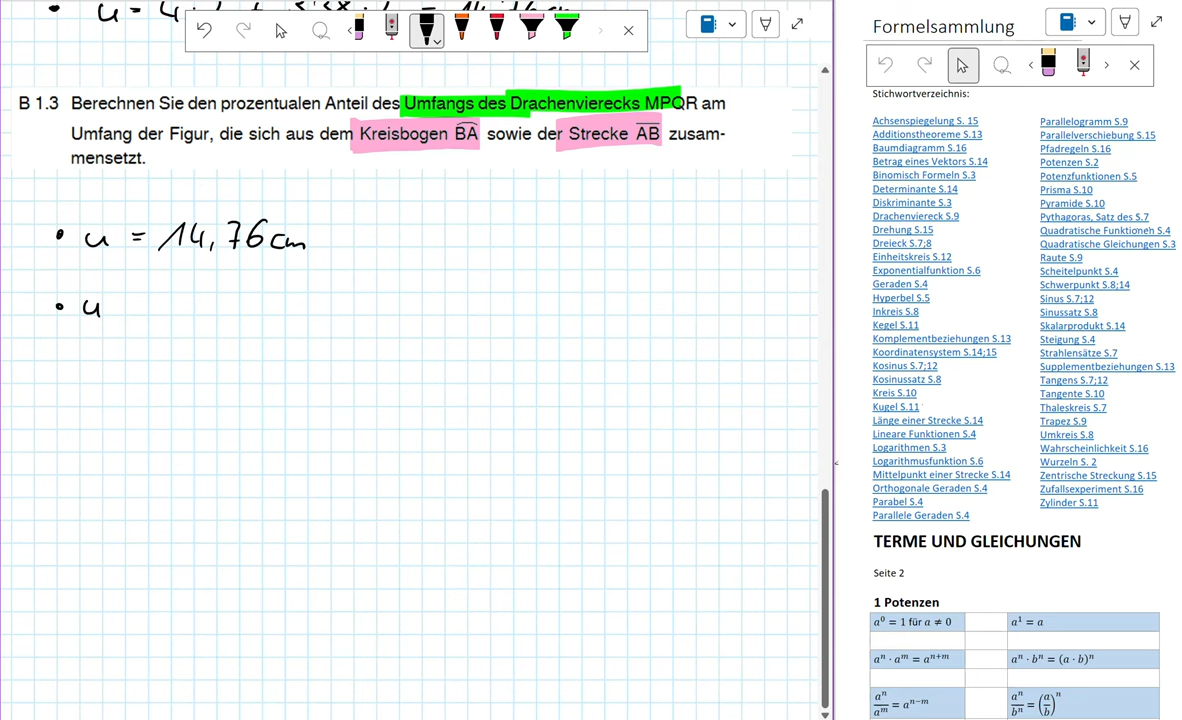 Formelsammlung
Stichwortverzeichnis:
B 1.3 Berechnen Sie den prozentualen Anteil des Umfangs des Drachenvierecks MPQR am
Umfang der Figur, die sich aus dem Kreisbogen BA sowie der Strecke AB zusam-
mensetzt.
• u = 14,76 cm
• u
Achsenspiegelung S. 15
Additionstheoreme S.13
Baumdiagramm S.16
Betrag eines Vektors S.14
Binomisch Formeln S.3
Determinante S.14
Diskriminante S.3
Drachenviereck S.9
Drehung S.15
Dreieck S.7;8
Einheitskreis S.12
Exponentialfunktion S.6
Geraden S.4
Hyperbel S.5
Inkreis S.8
Kegel S.11
Komplementbeziehungen S.13
Koordinatensystem S.14;15
Kosinus S.7;12
Kosinussatz S.8
Kreis S.10
Kugel S.11
Länge einer Strecke S.14
Lineare Funktionen S.4
Logarithmen S.3
Logarithmusfunktion S.6
Mittelpunkt einer Strecke S.14
Orthogonale Geraden S.4
Parabel S.4
Parallele Geraden S.4
Parallelogramm S.9
Parallelverschiebung S.15
Pfadregeln S.16
Potenzen S.2
Potenzfunktionen S.5
Prisma S.10
Pyramide S.10
Pythagoras, Satz des S.7
Quadratische Funktionen S.4
Quadratische Gleichungen S.3
Raute S.9
Scheitelpunkt S.4
Schwerpunkt S.8;14
Sinus S.7;12
Sinussatz S.8
Skalarprodukt S.14
Steigung S.4
Strahlensätze S.7
Supplementbeziehungen S.13
Tangens S.7;12
Tangente S.10
Thaleskreis S.7
Trapez S.9
Umkreis S.8
Wahrscheinlichkeit S.16
Wurzeln S. 2
Zentrische Streckung S.15
Zufallsexperiment S.16
Zylinder S.11
TERME UND GLEICHUNGEN
Seite 2
1 Potenzen
a⁰ = 1 für a ≠ 0
a¹ = a
aⁿ · aᵐ = aⁿ⁺ᵐ
aⁿ · bⁿ = (a · b)ⁿ
aⁿ/aᵐ = aⁿ⁻ᵐ
aⁿ/bⁿ = (a/b)ⁿ